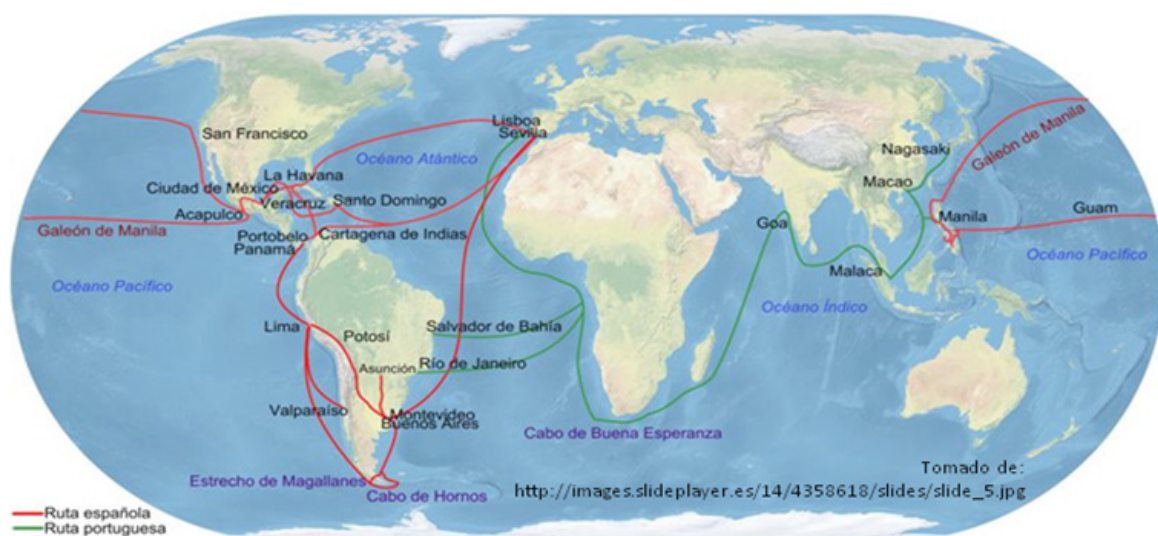 Lisboa
Sevilla
San Francisco
Océano Atántico
Nagasaki
Galeón de Manila
La Havana
Ciudad de México
Macao
Veracruz
Santo Domingo
Acapulco
Manila
Guam
Galeón de Manila
Portobelo
Cartagena de Indias
Panamá
Goa
Océano Pacífico
Malaca
Océano Pacífico
Océano Índico
Lima
Salvador de Bahía
Potosí
Asunción
Río de Janeiro
Valparaíso
Montevideo
Buenos Aires
Cabo de Buena Esperanza
Estrecho de Magallanes
Cabo de Hornos
Tomado de:
http://images.slideplayer.es/14/4358618/slides/slide_5.jpg
Ruta española
Ruta portuguesa